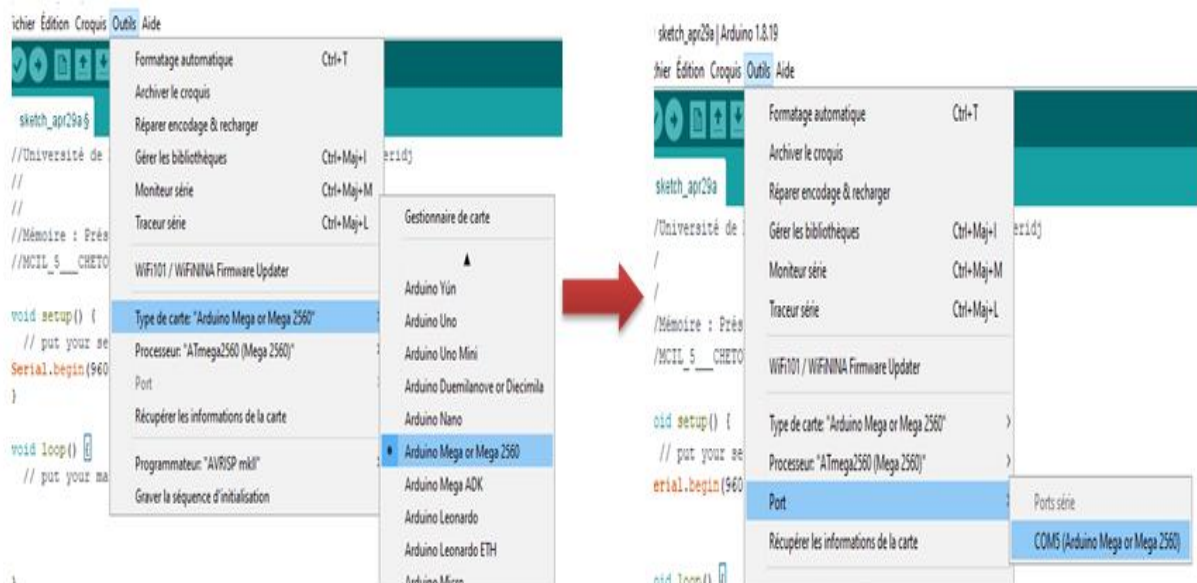 ichier Édition Croquis Outils Aide
Formatage automatique Ctrl+T
Archiver le croquis
sketch_apr29a §
Réparer encodage & recharger
//Université de
Gérer les bibliothèques Ctrl+Maj+I
eridj
//
Moniteur série Ctrl+Maj+M
//
Traceur série Ctrl+Maj+L
//Mémoire : Prés
//MCIL_5___CHETO
WiFi101 / WiFiNINA Firmware Updater
void setup() {
Type de carte: "Arduino Mega or Mega 2560"
// put your se
Processeur: "ATmega2560 (Mega 2560)"
Serial.begin(960
Port
}
Récupérer les informations de la carte
void loop() {
Programmateur: "AVRISP mkII"
// put your ma
Graver la séquence d'initialisation
}
Gestionnaire de carte
Arduino Yún
Arduino Uno
Arduino Uno Mini
Arduino Duemilanove or Diecimila
Arduino Nano
Arduino Mega or Mega 2560
Arduino Mega ADK
Arduino Leonardo
Arduino Leonardo ETH
Arduino Micro
sketch_apr29a | Arduino 1.8.19
hier Édition Croquis Outils Aide
Formatage automatique Ctrl+T
Archiver le croquis
sketch_apr29a
Réparer encodage & recharger
/Université de
Gérer les bibliothèques Ctrl+Maj+I
eridj
/
Moniteur série Ctrl+Maj+M
/
Traceur série Ctrl+Maj+L
/Mémoire : Prés
/MCIL_5___CHETO
WiFi101 / WiFiNINA Firmware Updater
oid setup() {
Type de carte: "Arduino Mega or Mega 2560"
// put your se
Processeur: "ATmega2560 (Mega 2560)"
erial.begin(960
Port
Ports série
Récupérer les informations de la carte
COM5 (Arduino Mega or Mega 2560)
oid loop() {